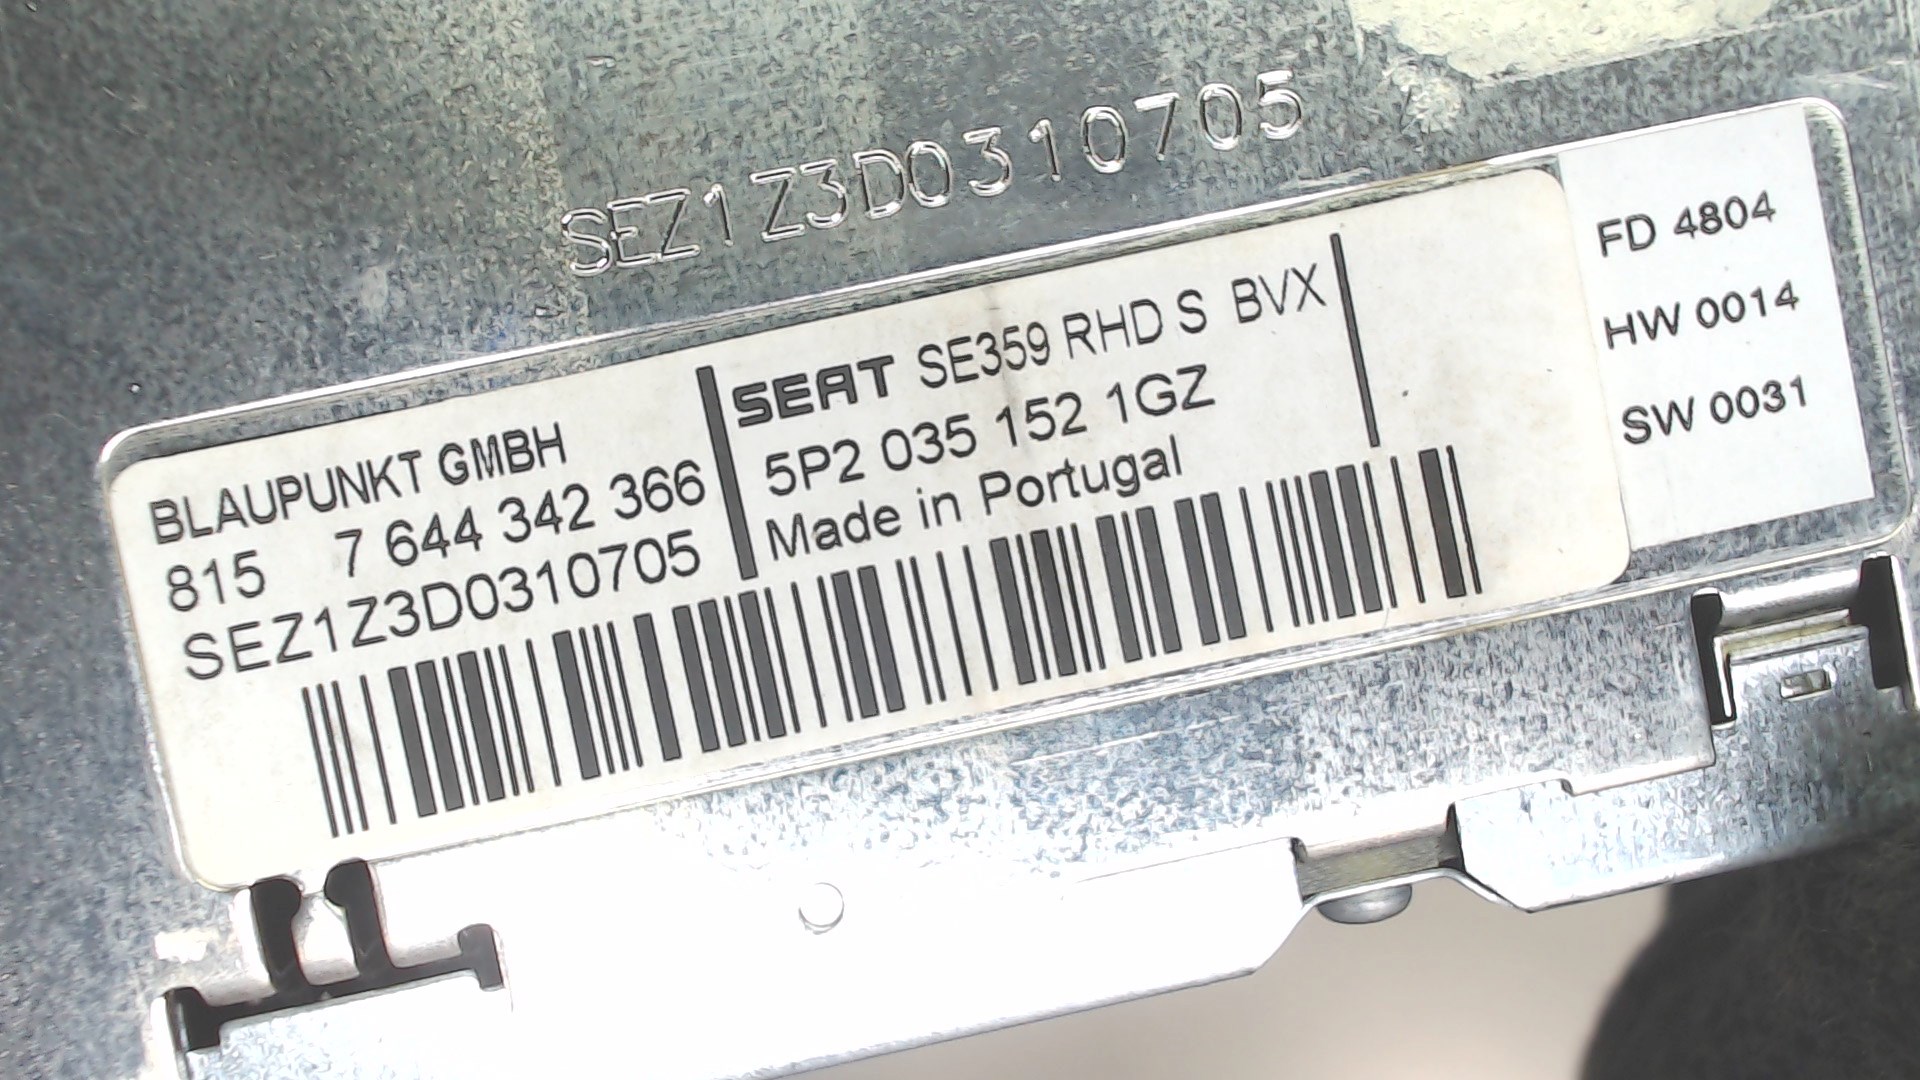 SEZ1Z3D0310705
BLAUPUNKT GMBH
815 7 644 342 366
SEZ1Z3D0310705
SEAT SE359 RHD S BVX
5P2 035 152 1GZ
Made in Portugal
FD 4804
HW 0014
SW 0031